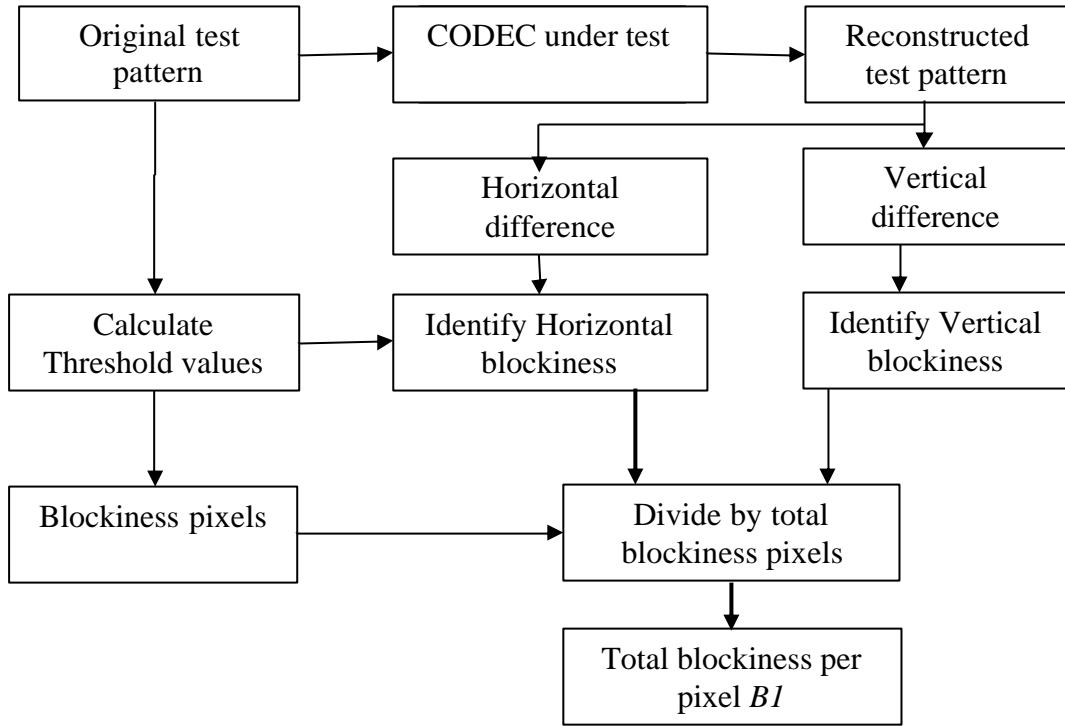 Original test
pattern
CODEC under test
Reconstructed
test pattern
Horizontal
difference
Vertical
difference
Calculate
Threshold values
Identify Horizontal
blockiness
Identify Vertical
blockiness
Blockiness pixels
Divide by total
blockiness pixels
Total blockiness per
pixel B1